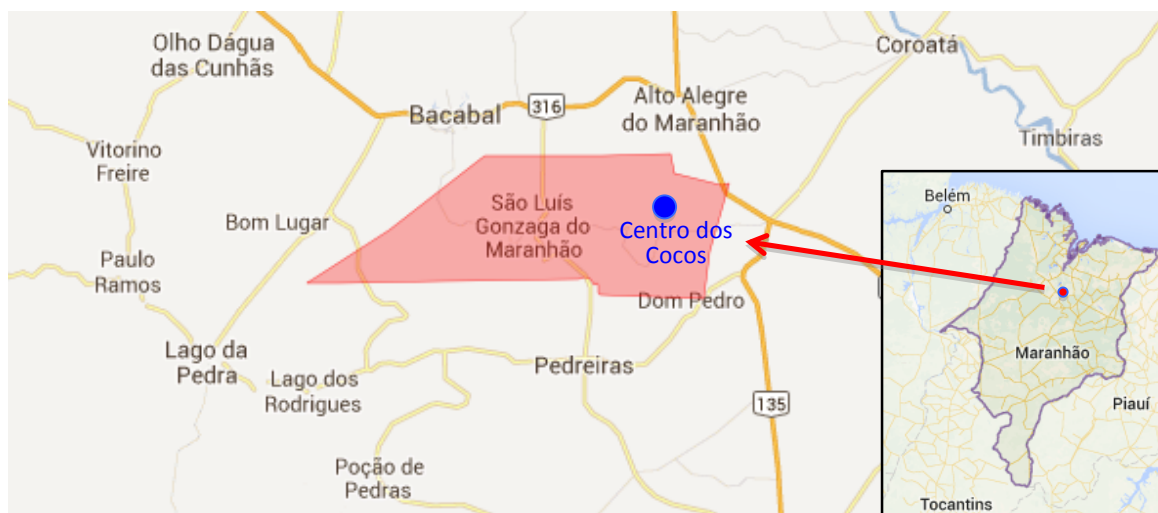 Olho Dágua
das Cunhãs
Coroatá
Bacabal
316
Alto Alegre
do Maranhão
Timbiras
Vitorino
Freire
São Luís
Gonzaga do
Maranhão
Centro dos
Cocos
Bom Lugar
Belém
Paulo
Ramos
Dom Pedro
Lago da
Pedra
Lago dos
Rodrigues
Pedreiras
Maranhão
135
Piauí
Poção de
Pedras
Tocantins